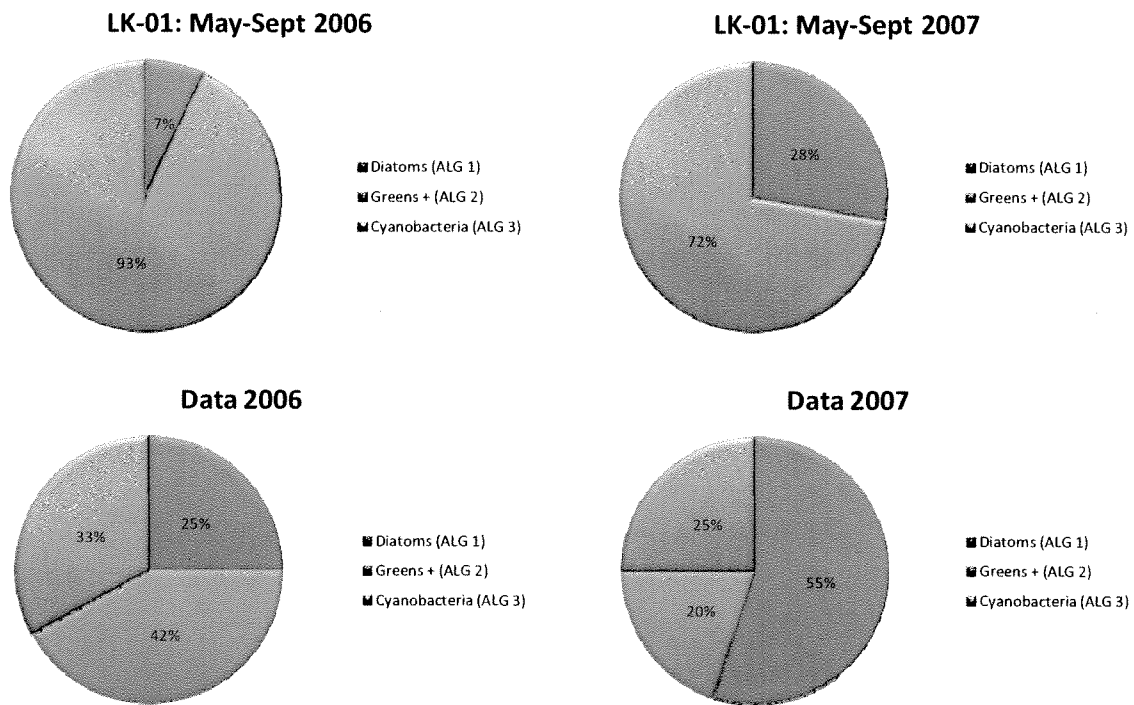 LK-01: May-Sept 2006
7%
93%
Diatoms (ALG 1)
Greens + (ALG 2)
Cyanobacteria (ALG 3)
LK-01: May-Sept 2007
28%
72%
Diatoms (ALG 1)
Greens + (ALG 2)
Cyanobacteria (ALG 3)
Data 2006
25%
33%
42%
Diatoms (ALG 1)
Greens + (ALG 2)
Cyanobacteria (ALG 3)
Data 2007
25%
55%
20%
Diatoms (ALG 1)
Greens + (ALG 2)
Cyanobacteria (ALG 3)